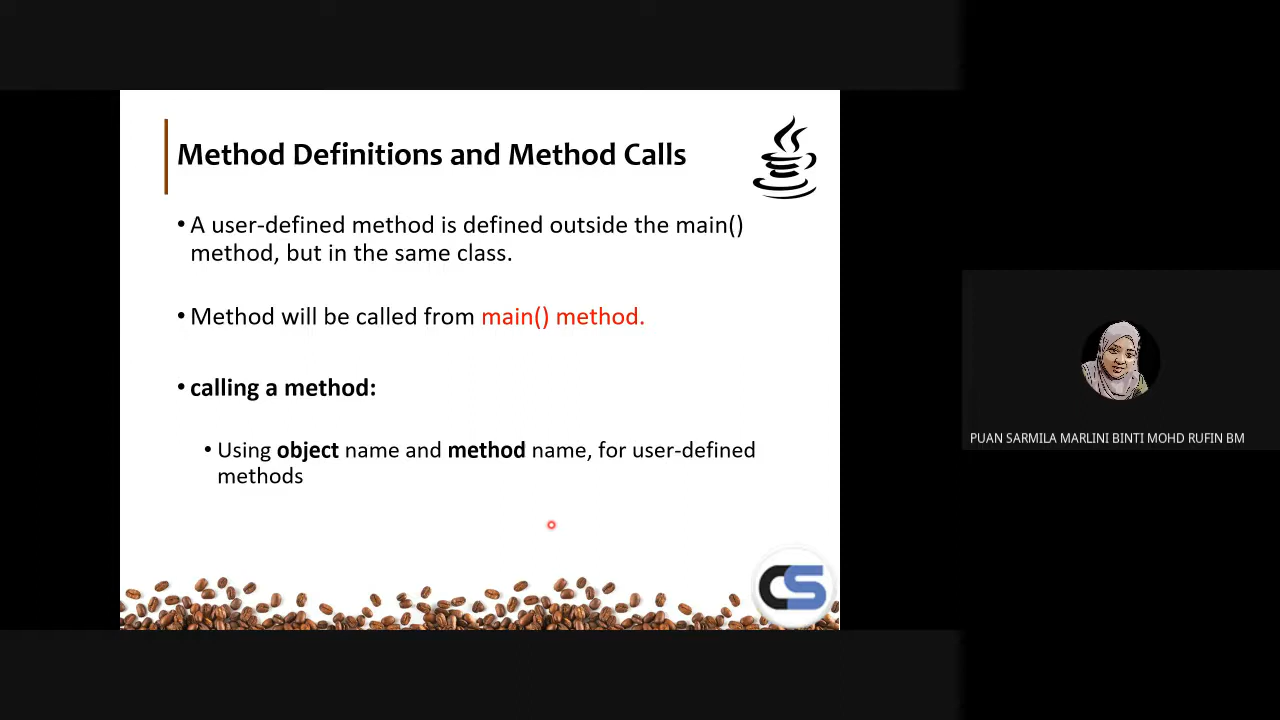 Method Definitions and Method Calls
• A user-defined method is defined outside the main()
method, but in the same class.
• Method will be called from main() method.
• calling a method:
• Using object name and method name, for user-defined
methods
CS
PUAN SARMILA MARLINI BINTI MOHD RUFIN BM